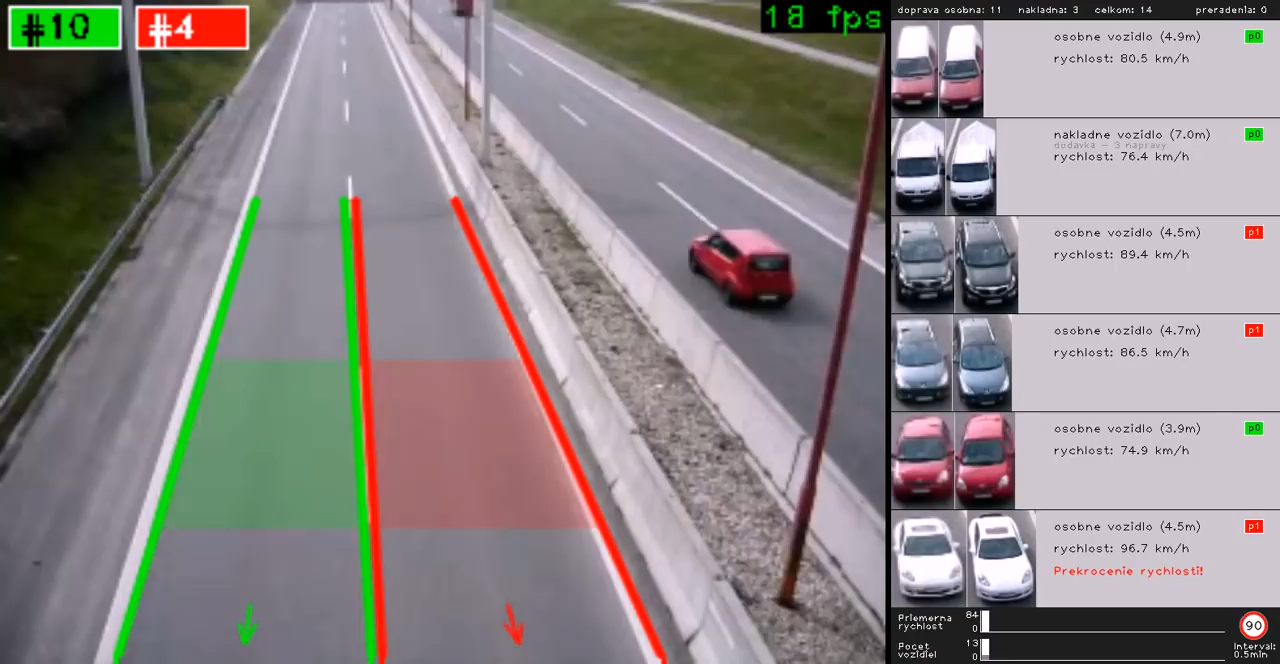 #10 #4 18 fps
doprava osobna: 11 nakladna: 3 celkom: 14 preradenia: 0
osobne vozidlo (4.9m) p0
rychlost: 80.5 km/h
nakladne vozidlo (7.0m) p0
dodavka – 3 napravy
rychlost: 76.4 km/h
osobne vozidlo (4.5m) p1
rychlost: 89.4 km/h
osobne vozidlo (4.7m) p1
rychlost: 86.5 km/h
osobne vozidlo (3.9m) p0
rychlost: 74.9 km/h
osobne vozidlo (4.5m) p1
rychlost: 96.7 km/h
Prekrocenie rychlosti!
Priemerna rychlost 84 0
90
Pocet vozidiel 13 0
Interval: 0.5min